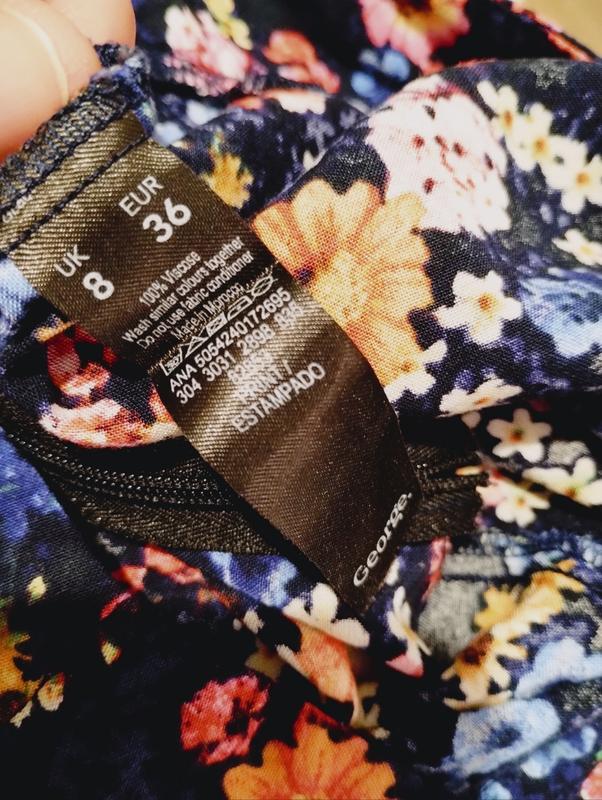 UK EUR
8 36
100% Viscose
Wash similar colours together
Do not use fabric conditioner
Made in Morocco
ANA 5054240172695
304 3031 2898
PRINT/
ESTAMPADO
George.